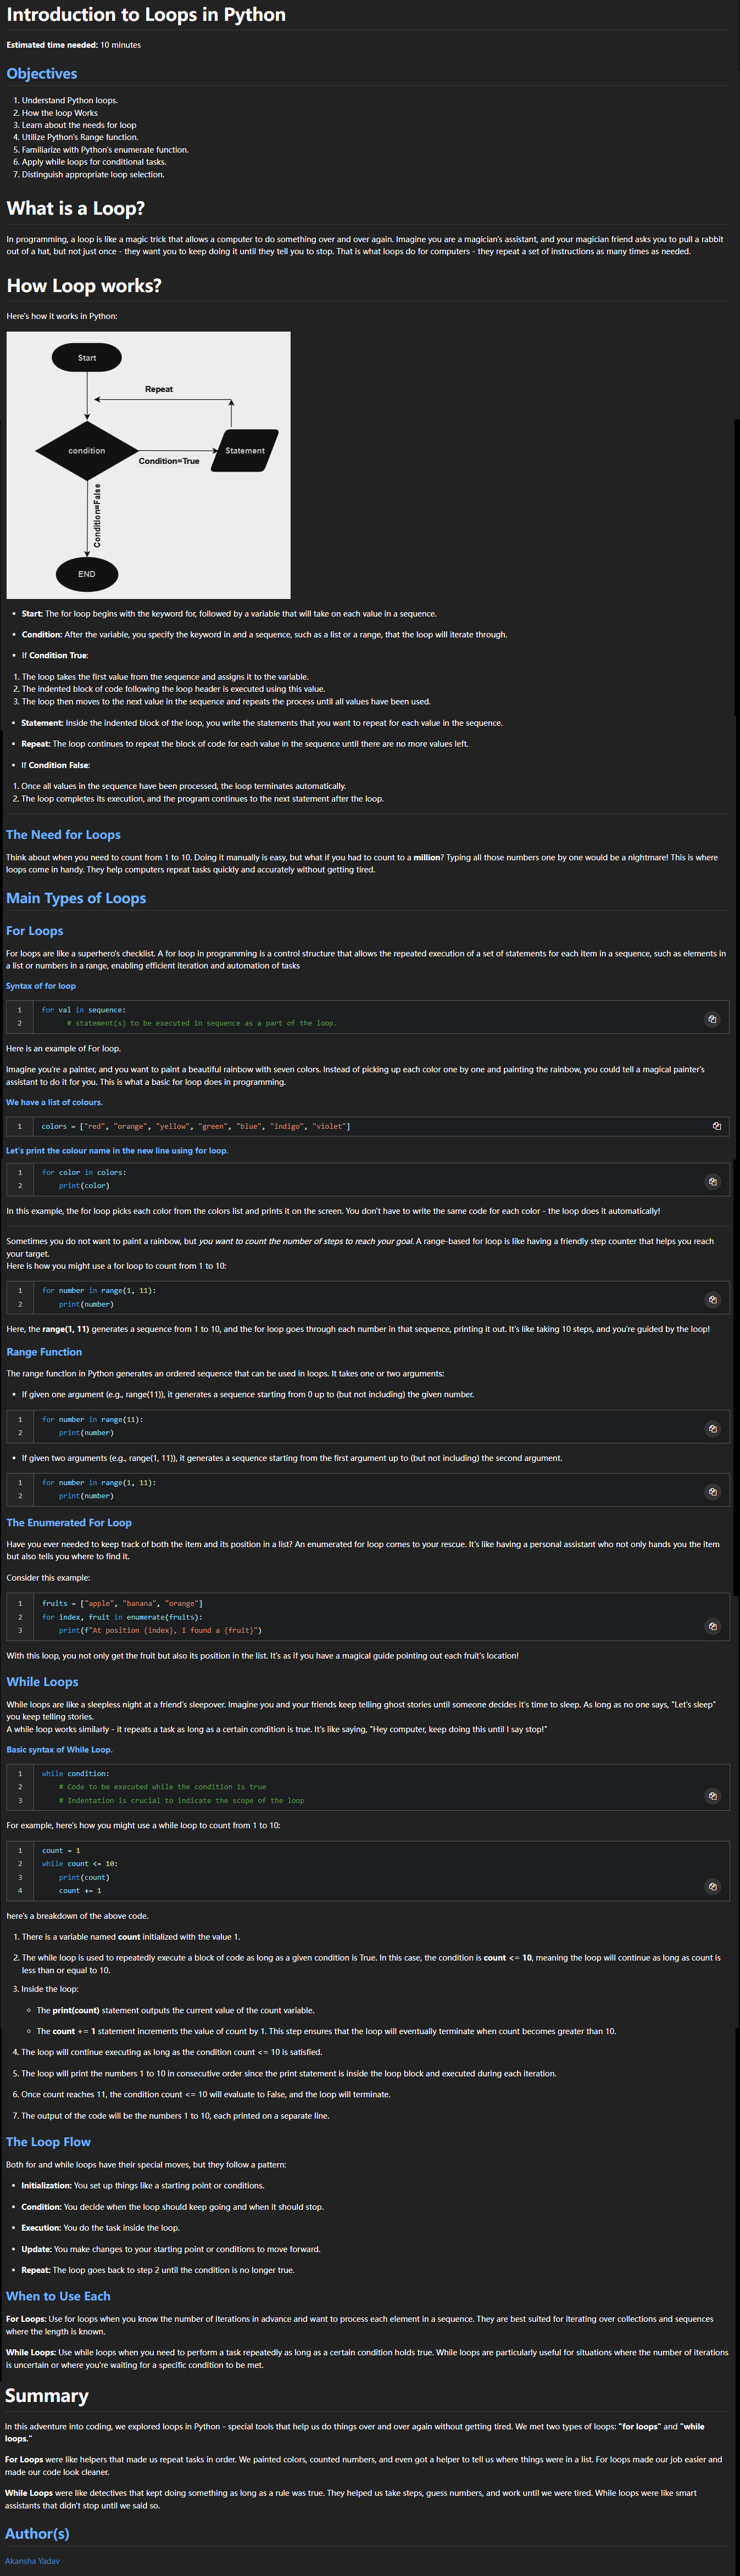 Introduction to Loops in Python
Estimated time needed: 10 minutes
Objectives
1. Understand Python loops.
2. How the loop Works
3. Learn about the needs for loop
4. Utilize Python's Range function.
5. Familiarize with Python's enumerate function.
6. Apply while loops for conditional tasks.
7. Distinguish appropriate loop selection.
What is a Loop?
In programming, a loop is like a magic trick that allows a computer to do something over and over again. Imagine you are a magician's assistant, and your magician friend asks you to pull a rabbit
out of a hat, but not just once - they want you to keep doing it until they tell you to stop. That is what loops do for computers - they repeat a set of instructions as many times as needed.
How Loop works?
Here's how it works in Python:
Start
Repeat
condition
Statement
Condition=True
Condition=False
END
• Start: The for loop begins with the keyword for, followed by a variable that will take on each value in a sequence.
• Condition: After the variable, you specify the keyword in and a sequence, such as a list or a range, that the loop will iterate through.
• If Condition True:
1. The loop takes the first value from the sequence and assigns it to the variable.
2. The indented block of code following the loop header is executed using this value.
3. The loop then moves to the next value in the sequence and repeats the process until all values have been used.
• Statement: Inside the indented block of the loop, you write the statements that you want to repeat for each value in the sequence.
• Repeat: The loop continues to repeat the block of code for each value in the sequence until there are no more values left.
• If Condition False:
1. Once all values in the sequence have been processed, the loop terminates automatically.
2. The loop completes its execution, and the program continues to the next statement after the loop.
The Need for Loops
Think about when you need to count from 1 to 10. Doing it manually is easy, but what if you had to count to a million? Typing all those numbers one by one would be a nightmare! This is where
loops come in handy. They help computers repeat tasks quickly and accurately without getting tired.
Main Types of Loops
For Loops
For loops are like a superhero's checklist. A for loop in programming is a control structure that allows the repeated execution of a set of statements for each item in a sequence, such as elements in
a list or numbers in a range, enabling efficient iteration and automation of tasks
Syntax of for loop
1 for val in sequence:
2 # statement(s) to be executed in sequence as a part of the loop.
Here is an example of For loop.
Imagine you're a painter, and you want to paint a beautiful rainbow with seven colors. Instead of picking up each color one by one and painting the rainbow, you could tell a magical painter's
assistant to do it for you. This is what a basic for loop does in programming.
We have a list of colours.
1 colors = ["red", "orange", "yellow", "green", "blue", "indigo", "violet"]
Let's print the colour name in the new line using for loop.
1 for color in colors:
2 print(color)
In this example, the for loop picks each color from the colors list and prints it on the screen. You don't have to write the same code for each color - the loop does it automatically!
Sometimes you do not want to paint a rainbow, but you want to count the number of steps to reach your goal. A range-based for loop is like having a friendly step counter that helps you reach
your target.
Here is how you might use a for loop to count from 1 to 10:
1 for number in range(1, 11):
2 print(number)
Here, the range(1, 11) generates a sequence from 1 to 10, and the for loop goes through each number in that sequence, printing it out. It's like taking 10 steps, and you're guided by the loop!
Range Function
The range function in Python generates an ordered sequence that can be used in loops. It takes one or two arguments:
• If given one argument (e.g., range(11)), it generates a sequence starting from 0 up to (but not including) the given number.
1 for number in range(11):
2 print(number)
• If given two arguments (e.g., range(1, 11)), it generates a sequence starting from the first argument up to (but not including) the second argument.
1 for number in range(1, 11):
2 print(number)
The Enumerated For Loop
Have you ever needed to keep track of both the item and its position in a list? An enumerated for loop comes to your rescue. It's like having a personal assistant who not only hands you the item
but also tells you where to find it.
Consider this example:
1 fruits = ["apple", "banana", "orange"]
2 for index, fruit in enumerate(fruits):
3 print(f"At position {index}, I found a {fruit}")
With this loop, you not only get the fruit but also its position in the list. It's as if you have a magical guide pointing out each fruit's location!
While Loops
While loops are like a sleepless night at a friend's sleepover. Imagine you and your friends keep telling ghost stories until someone decides it's time to sleep. As long as no one says, "Let's sleep"
you keep telling stories.
A while loop works similarly - it repeats a task as long as a certain condition is true. It's like saying, "Hey computer, keep doing this until I say stop!"
Basic syntax of While Loop.
1 while condition:
2 # Code to be executed while the condition is true
3 # Indentation is crucial to indicate the scope of the loop
For example, here's how you might use a while loop to count from 1 to 10:
1 count = 1
2 while count <= 10:
3 print(count)
4 count += 1
here's a breakdown of the above code.
1. There is a variable named count initialized with the value 1.
2. The while loop is used to repeatedly execute a block of code as long as a given condition is True. In this case, the condition is count <= 10, meaning the loop will continue as long as count is
less than or equal to 10.
3. Inside the loop:
◦ The print(count) statement outputs the current value of the count variable.
◦ The count += 1 statement increments the value of count by 1. This step ensures that the loop will eventually terminate when count becomes greater than 10.
4. The loop will continue executing as long as the condition count <= 10 is satisfied.
5. The loop will print the numbers 1 to 10 in consecutive order since the print statement is inside the loop block and executed during each iteration.
6. Once count reaches 11, the condition count <= 10 will evaluate to False, and the loop will terminate.
7. The output of the code will be the numbers 1 to 10, each printed on a separate line.
The Loop Flow
Both for and while loops have their special moves, but they follow a pattern:
• Initialization: You set up things like a starting point or conditions.
• Condition: You decide when the loop should keep going and when it should stop.
• Execution: You do the task inside the loop.
• Update: You make changes to your starting point or conditions to move forward.
• Repeat: The loop goes back to step 2 until the condition is no longer true.
When to Use Each
For Loops: Use for loops when you know the number of iterations in advance and want to process each element in a sequence. They are best suited for iterating over collections and sequences
where the length is known.
While Loops: Use while loops when you need to perform a task repeatedly as long as a certain condition holds true. While loops are particularly useful for situations where the number of iterations
is uncertain or where you're waiting for a specific condition to be met.
Summary
In this adventure into coding, we explored loops in Python - special tools that help us do things over and over again without getting tired. We met two types of loops: "for loops" and "while
loops."
For Loops were like helpers that made us repeat tasks in order. We painted colors, counted numbers, and even got a helper to tell us where things were in a list. For loops made our job easier and
made our code look cleaner.
While Loops were like detectives that kept doing something as long as a rule was true. They helped us take steps, guess numbers, and work until we were tired. While loops were like smart
assistants that didn't stop until we said so.
Author(s)
Akansha Yadav